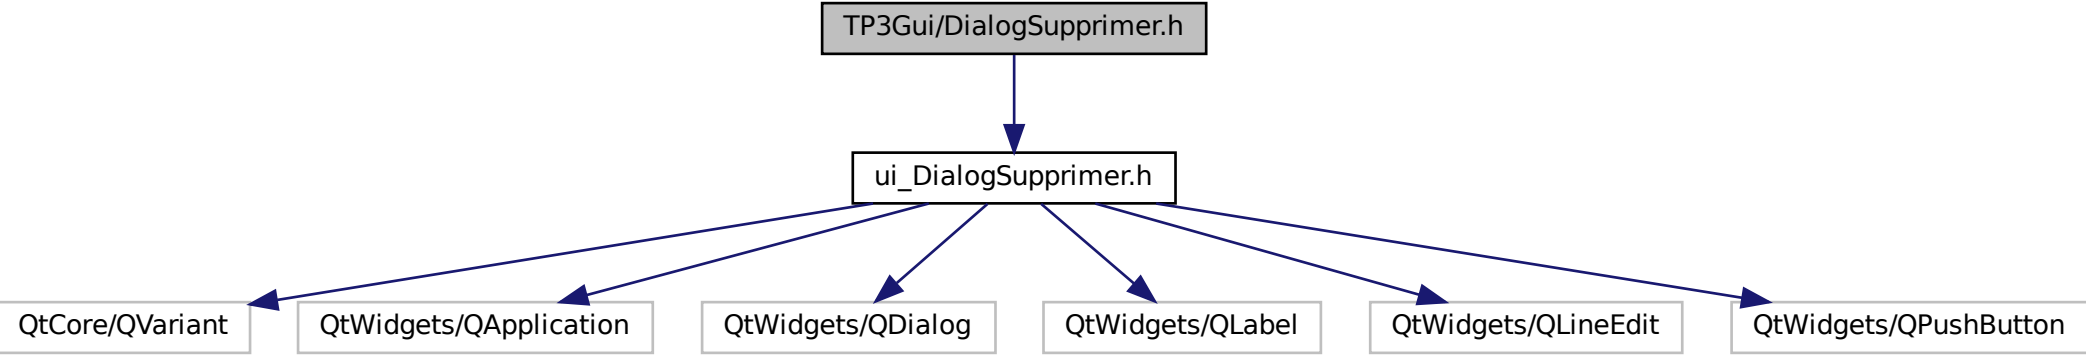 TP3Gui/DialogSupprimer.h
ui_DialogSupprimer.h
QtCore/QVariant
QtWidgets/QApplication
QtWidgets/QDialog
QtWidgets/QLabel
QtWidgets/QLineEdit
QtWidgets/QPushButton